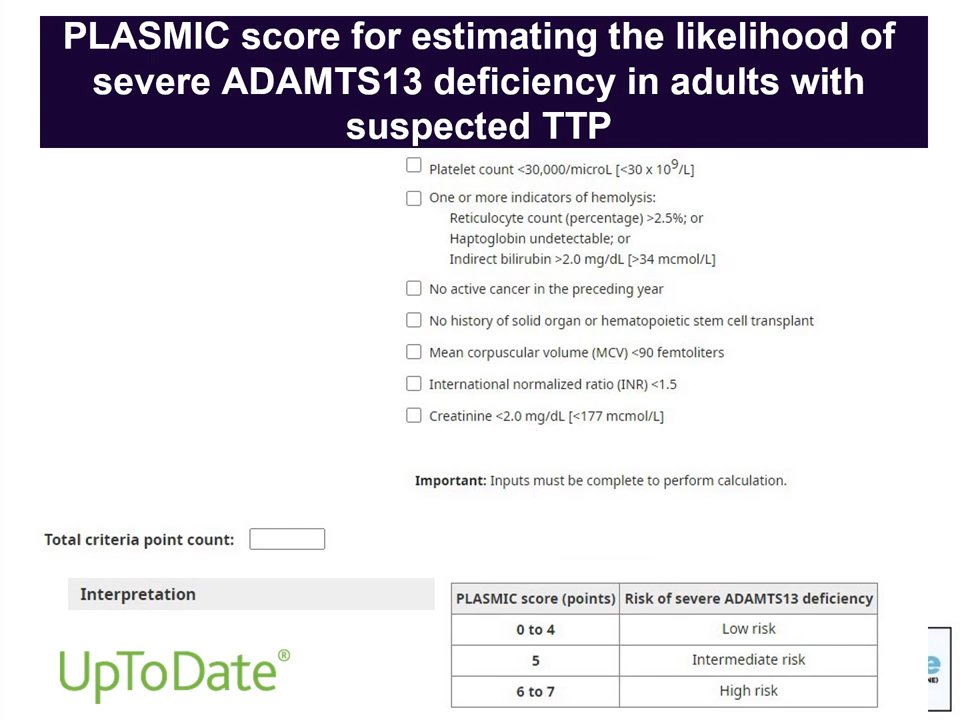 PLASMIC score for estimating the likelihood of
severe ADAMTS13 deficiency in adults with
suspected TTP
Platelet count <30,000/microL [<30 x 10⁹/L]
One or more indicators of hemolysis:
Reticulocyte count (percentage) >2.5%; or
Haptoglobin undetectable; or
Indirect bilirubin >2.0 mg/dL [>34 mcmol/L]
No active cancer in the preceding year
No history of solid organ or hematopoietic stem cell transplant
Mean corpuscular volume (MCV) <90 femtoliters
International normalized ratio (INR) <1.5
Creatinine <2.0 mg/dL [<177 mcmol/L]
Important: Inputs must be complete to perform calculation.
Total criteria point count:
Interpretation
PLASMIC score (points) Risk of severe ADAMTS13 deficiency
0 to 4 Low risk
5 Intermediate risk
6 to 7 High risk
UpToDate®